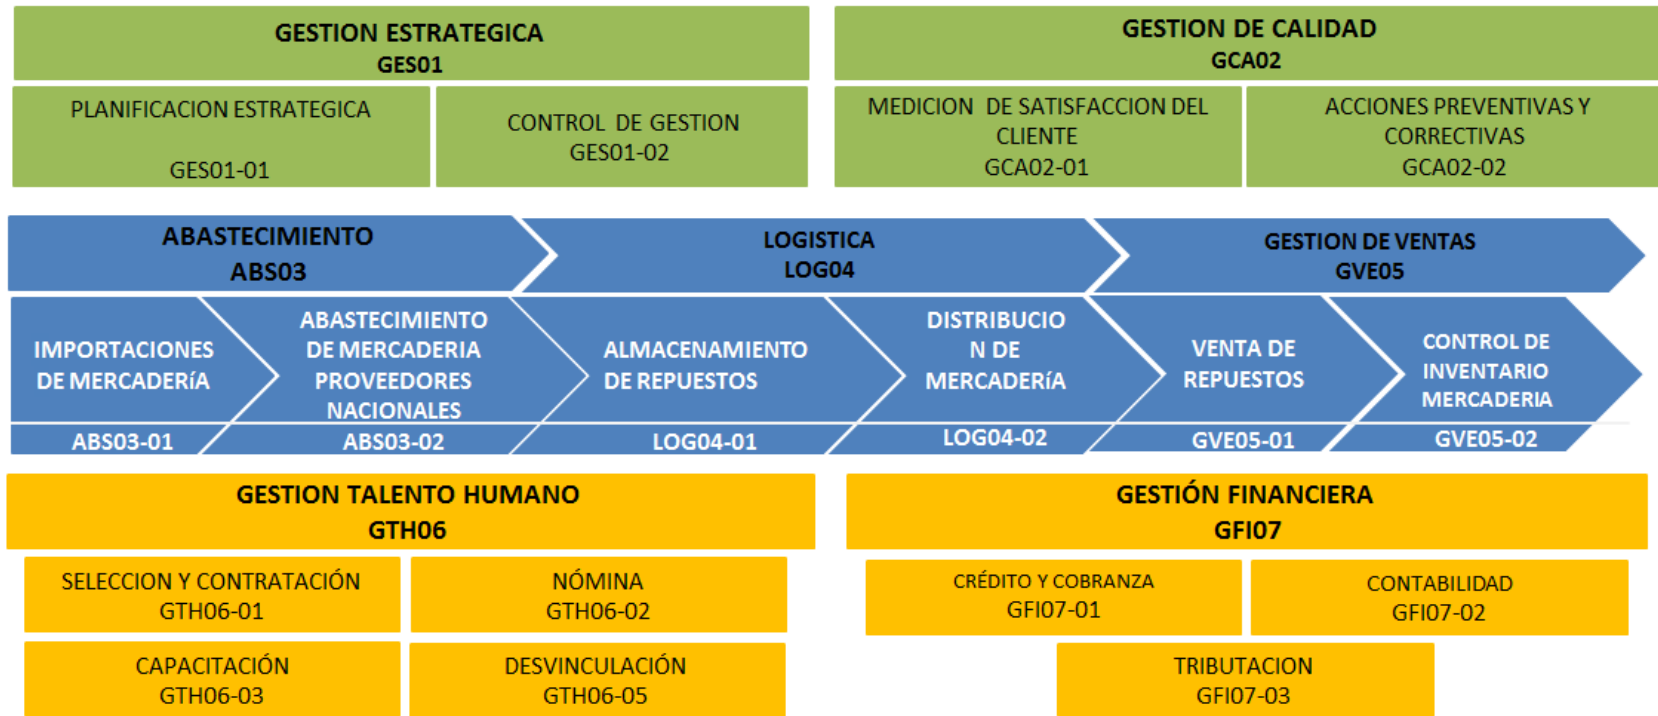 GESTION ESTRATEGICA
GES01
PLANIFICACION ESTRATEGICA
GES01-01
CONTROL DE GESTION
GES01-02
GESTION DE CALIDAD
GCA02
MEDICION DE SATISFACCION DEL
CLIENTE
GCA02-01
ACCIONES PREVENTIVAS Y
CORRECTIVAS
GCA02-02
ABASTECIMIENTO
ABS03
LOGISTICA
LOG04
GESTION DE VENTAS
GVE05
IMPORTACIONES
DE MERCADERíA
ABS03-01
ABASTECIMIENTO
DE MERCADERIA
PROVEEDORES
NACIONALES
ABS03-02
ALMACENAMIENTO
DE REPUESTOS
LOG04-01
DISTRIBUCIO
N DE
MERCADERíA
LOG04-02
VENTA DE
REPUESTOS
GVE05-01
CONTROL DE
INVENTARIO
MERCADERIA
GVE05-02
GESTION TALENTO HUMANO
GTH06
SELECCION Y CONTRATACIÓN
GTH06-01
NÓMINA
GTH06-02
CAPACITACIÓN
GTH06-03
DESVINCULACIÓN
GTH06-05
GESTIÓN FINANCIERA
GFI07
CRÉDITO Y COBRANZA
GFI07-01
CONTABILIDAD
GFI07-02
TRIBUTACION
GFI07-03